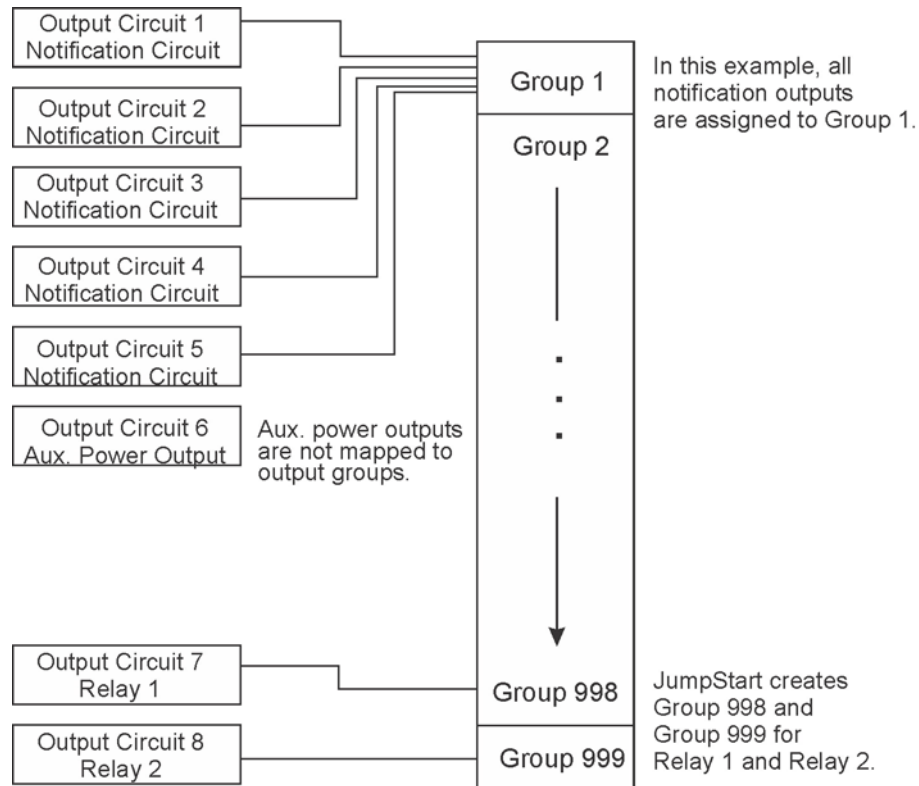 Output Circuit 1
Notification Circuit
Output Circuit 2
Notification Circuit
Output Circuit 3
Notification Circuit
Output Circuit 4
Notification Circuit
Output Circuit 5
Notification Circuit
Output Circuit 6
Aux. Power Output
Aux. power outputs
are not mapped to
output groups.
Output Circuit 7
Relay 1
Output Circuit 8
Relay 2
Group 1
Group 2
Group 998
Group 999
In this example, all
notification outputs
are assigned to Group 1.
JumpStart creates
Group 998 and
Group 999 for
Relay 1 and Relay 2.